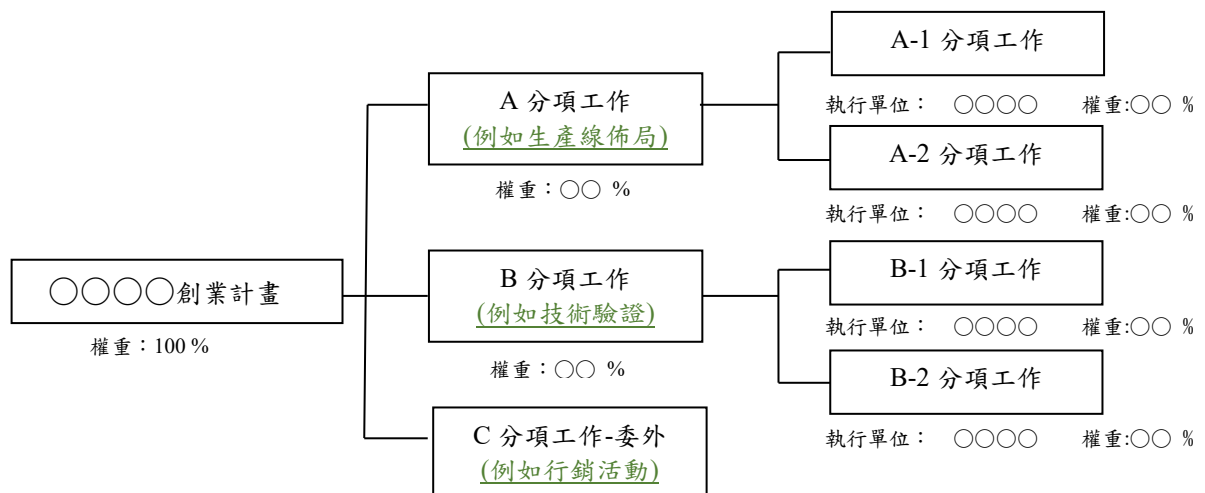 A-1 分項工作
執行單位： ○○○○ 權重:○○ %
A 分項工作
(例如生產線佈局)
權重：○○ %
A-2 分項工作
執行單位： ○○○○ 權重:○○ %
○○○○創業計畫
權重：100 %
B 分項工作
(例如技術驗證)
權重：○○ %
B-1 分項工作
執行單位： ○○○○ 權重:○○ %
B-2 分項工作
執行單位： ○○○○ 權重:○○ %
C 分項工作-委外
(例如行銷活動)